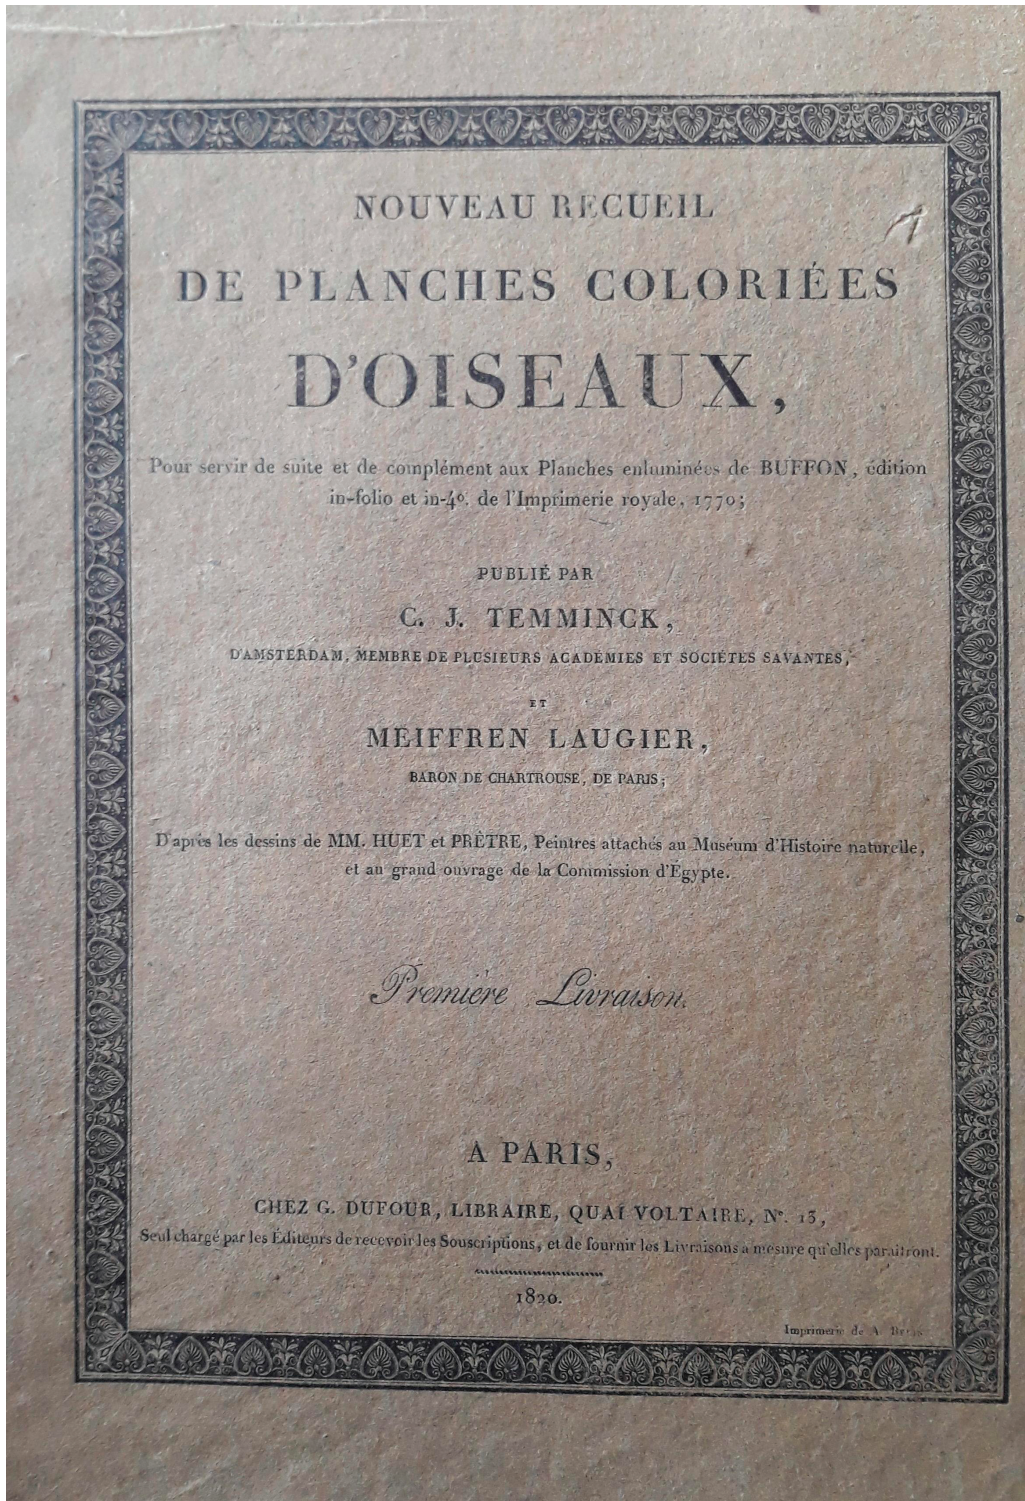 NOUVEAU RECUEIL
DE PLANCHES COLORIÉES
D'OISEAUX,
Pour servir de suite et de complément aux Planches enluminées de BUFFON, édition
in-folio et in-4º. de l'Imprimerie royale, 1770;
PUBLIÉ PAR
C. J. TEMMINCK,
D'AMSTERDAM, MEMBRE DE PLUSIEURS ACADÉMIES ET SOCIÉTÉS SAVANTES,
ET
MEIFFREN LAUGIER,
BARON DE CHARTROUSE, DE PARIS;
D'après les dessins de MM. HUET et PRÊTRE, Peintres attachés au Muséum d'Histoire naturelle,
et au grand ouvrage de la Commission d'Égypte.
Première Livraison.
A PARIS,
CHEZ G. DUFOUR, LIBRAIRE, QUAI VOLTAIRE, Nº. 13,
Seul chargé par les Éditeurs de recevoir les Souscriptions, et de fournir les Livraisons à mesure qu'elles paraîtront.
1820.
Imprimerie de A.